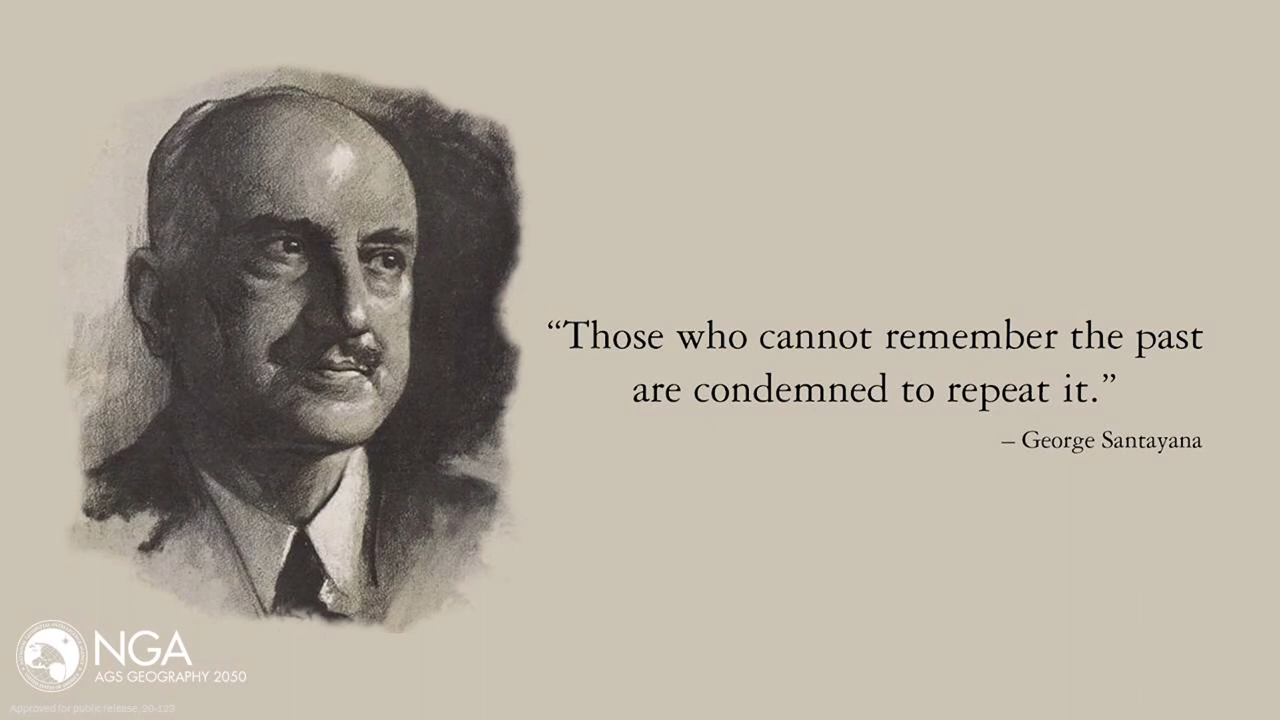 “Those who cannot remember the past
are condemned to repeat it.”
– George Santayana
NGA
AGS GEOGRAPHY 2050
Approved for public release, 20-123